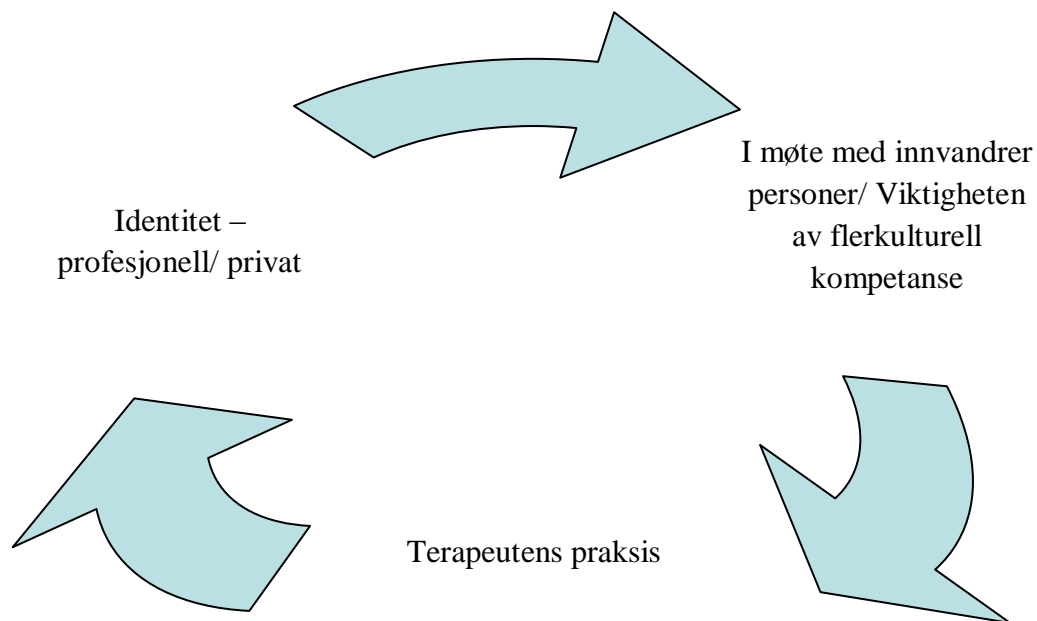 Identitet –
profesjonell/ privat
I møte med innvandrer
personer/ Viktigheten
av flerkulturell
kompetanse
Terapeutens praksis